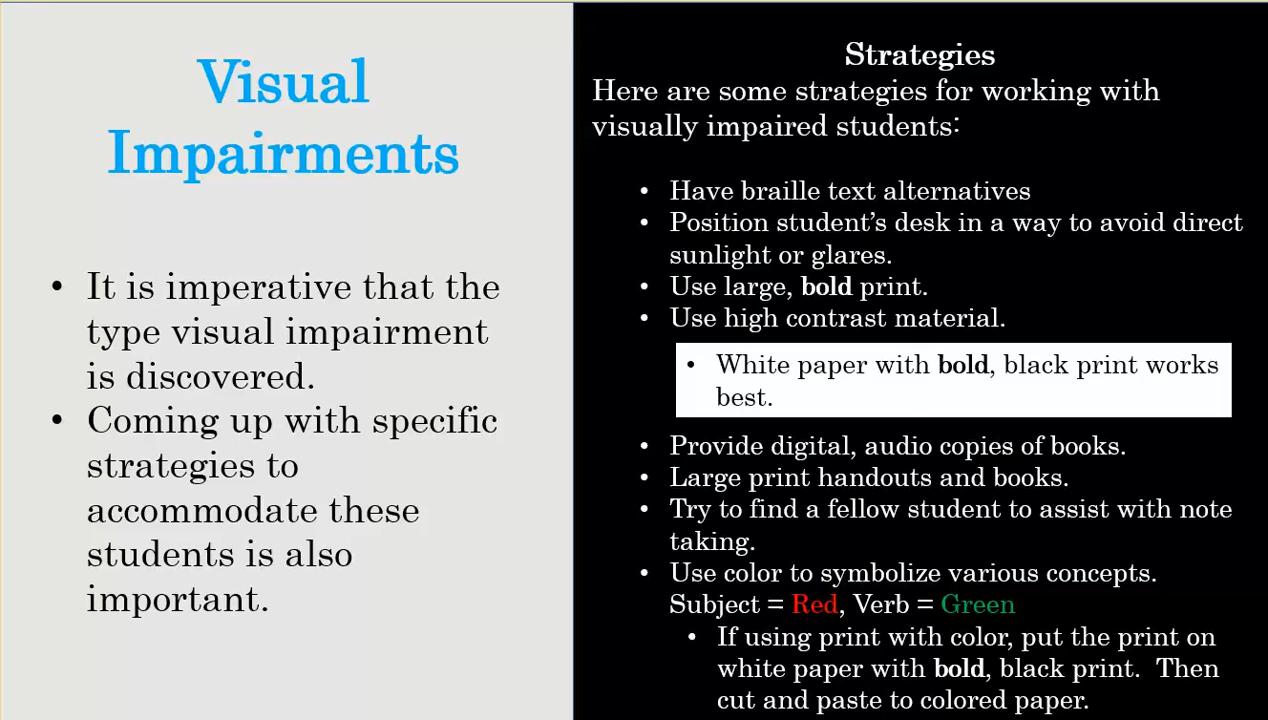 Visual
Impairments
• It is imperative that the
type visual impairment
is discovered.
• Coming up with specific
strategies to
accommodate these
students is also
important.
Strategies
Here are some strategies for working with
visually impaired students:
• Have braille text alternatives
• Position student’s desk in a way to avoid direct
sunlight or glares.
• Use large, bold print.
• Use high contrast material.
• White paper with bold, black print works
best.
• Provide digital, audio copies of books.
• Large print handouts and books.
• Try to find a fellow student to assist with note
taking.
• Use color to symbolize various concepts.
Subject = Red, Verb = Green
• If using print with color, put the print on
white paper with bold, black print. Then
cut and paste to colored paper.